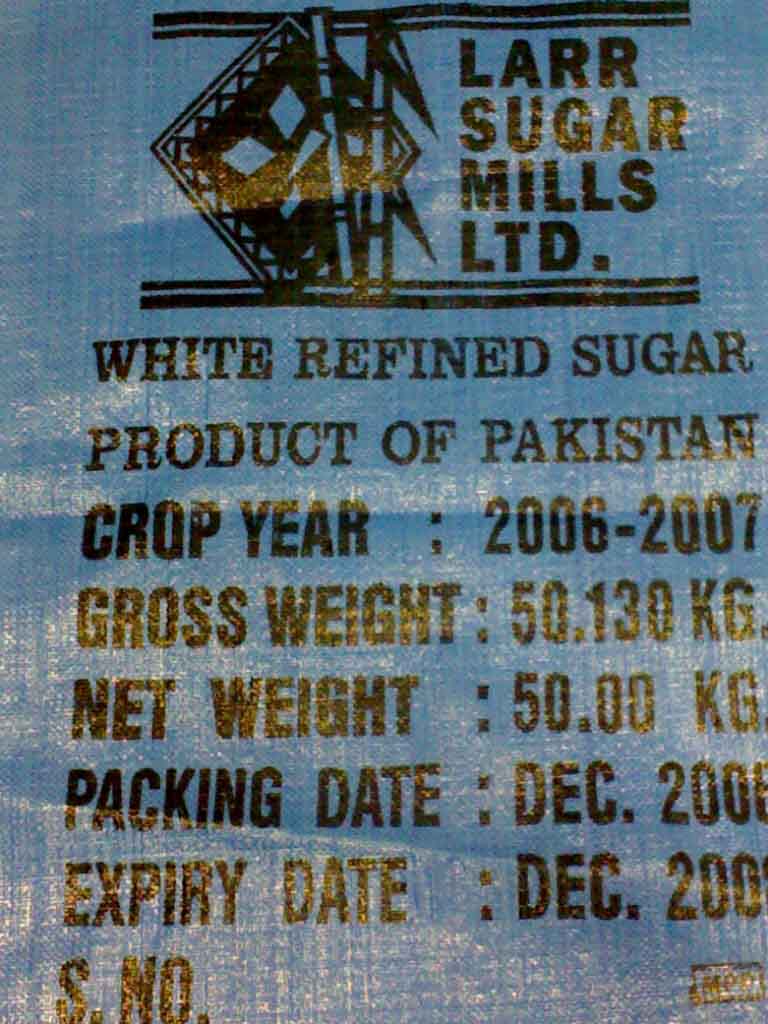 LARR
SUGAR
MILLS
LTD.
WHITE REFINED SUGAR
PRODUCT OF PAKISTAN
CROP YEAR : 2006-2007
GROSS WEIGHT : 50.130 KG.
NET WEIGHT : 50.00 KG.
PACKING DATE : DEC. 2006
EXPIRY DATE : DEC.
S. NO.